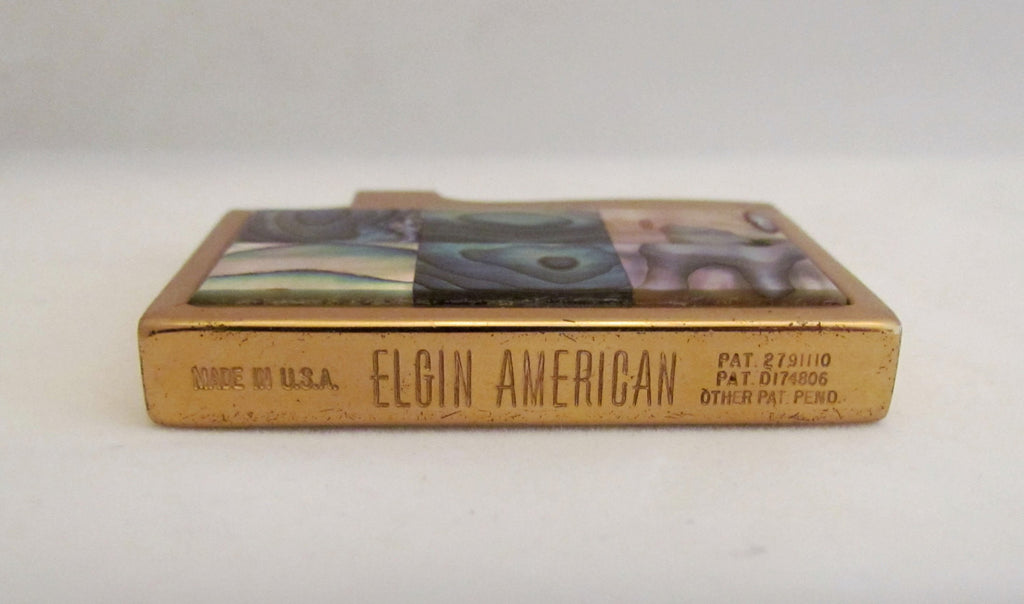 MADE IN U.S.A.
ELGIN AMERICAN
PAT. 2791110
PAT. D174806
OTHER PAT. PEND.